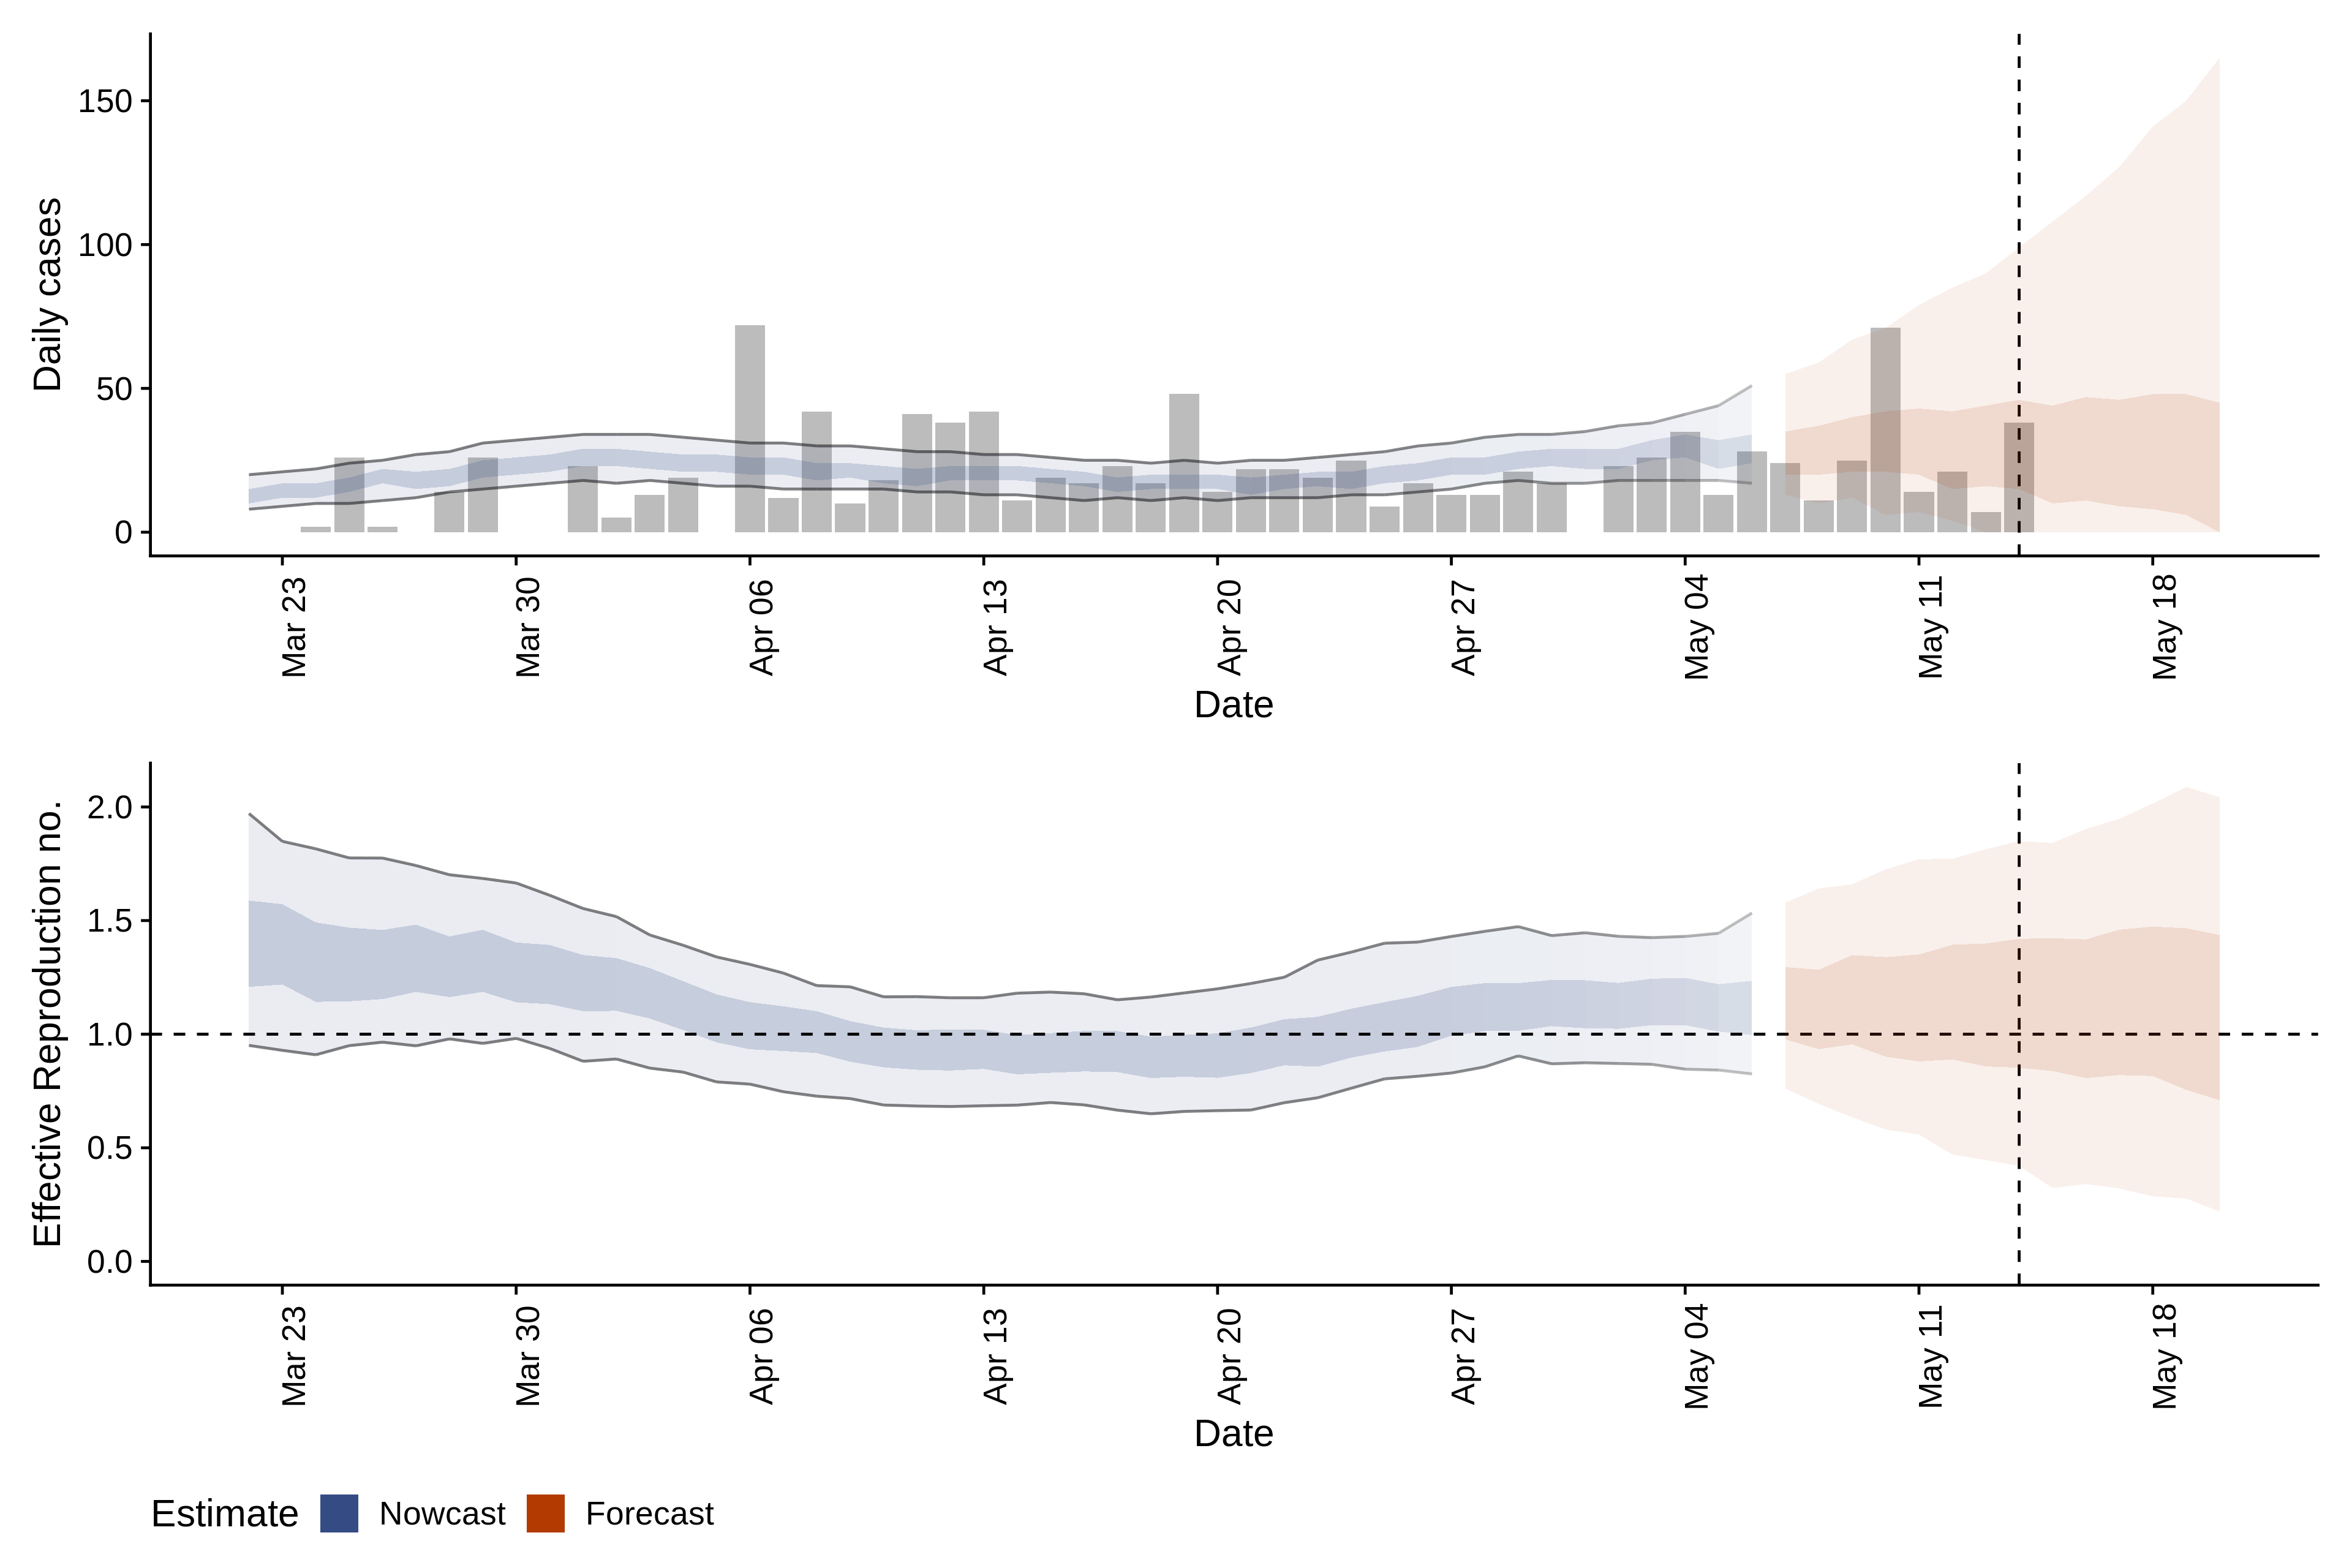 Daily cases
150
100
50
0
Mar 23
Mar 30
Apr 06
Apr 13
Apr 20
Apr 27
May 04
May 11
May 18
Date
Effective Reproduction no.
2.0
1.5
1.0
0.5
0.0
Mar 23
Mar 30
Apr 06
Apr 13
Apr 20
Apr 27
May 04
May 11
May 18
Date
Estimate Nowcast Forecast